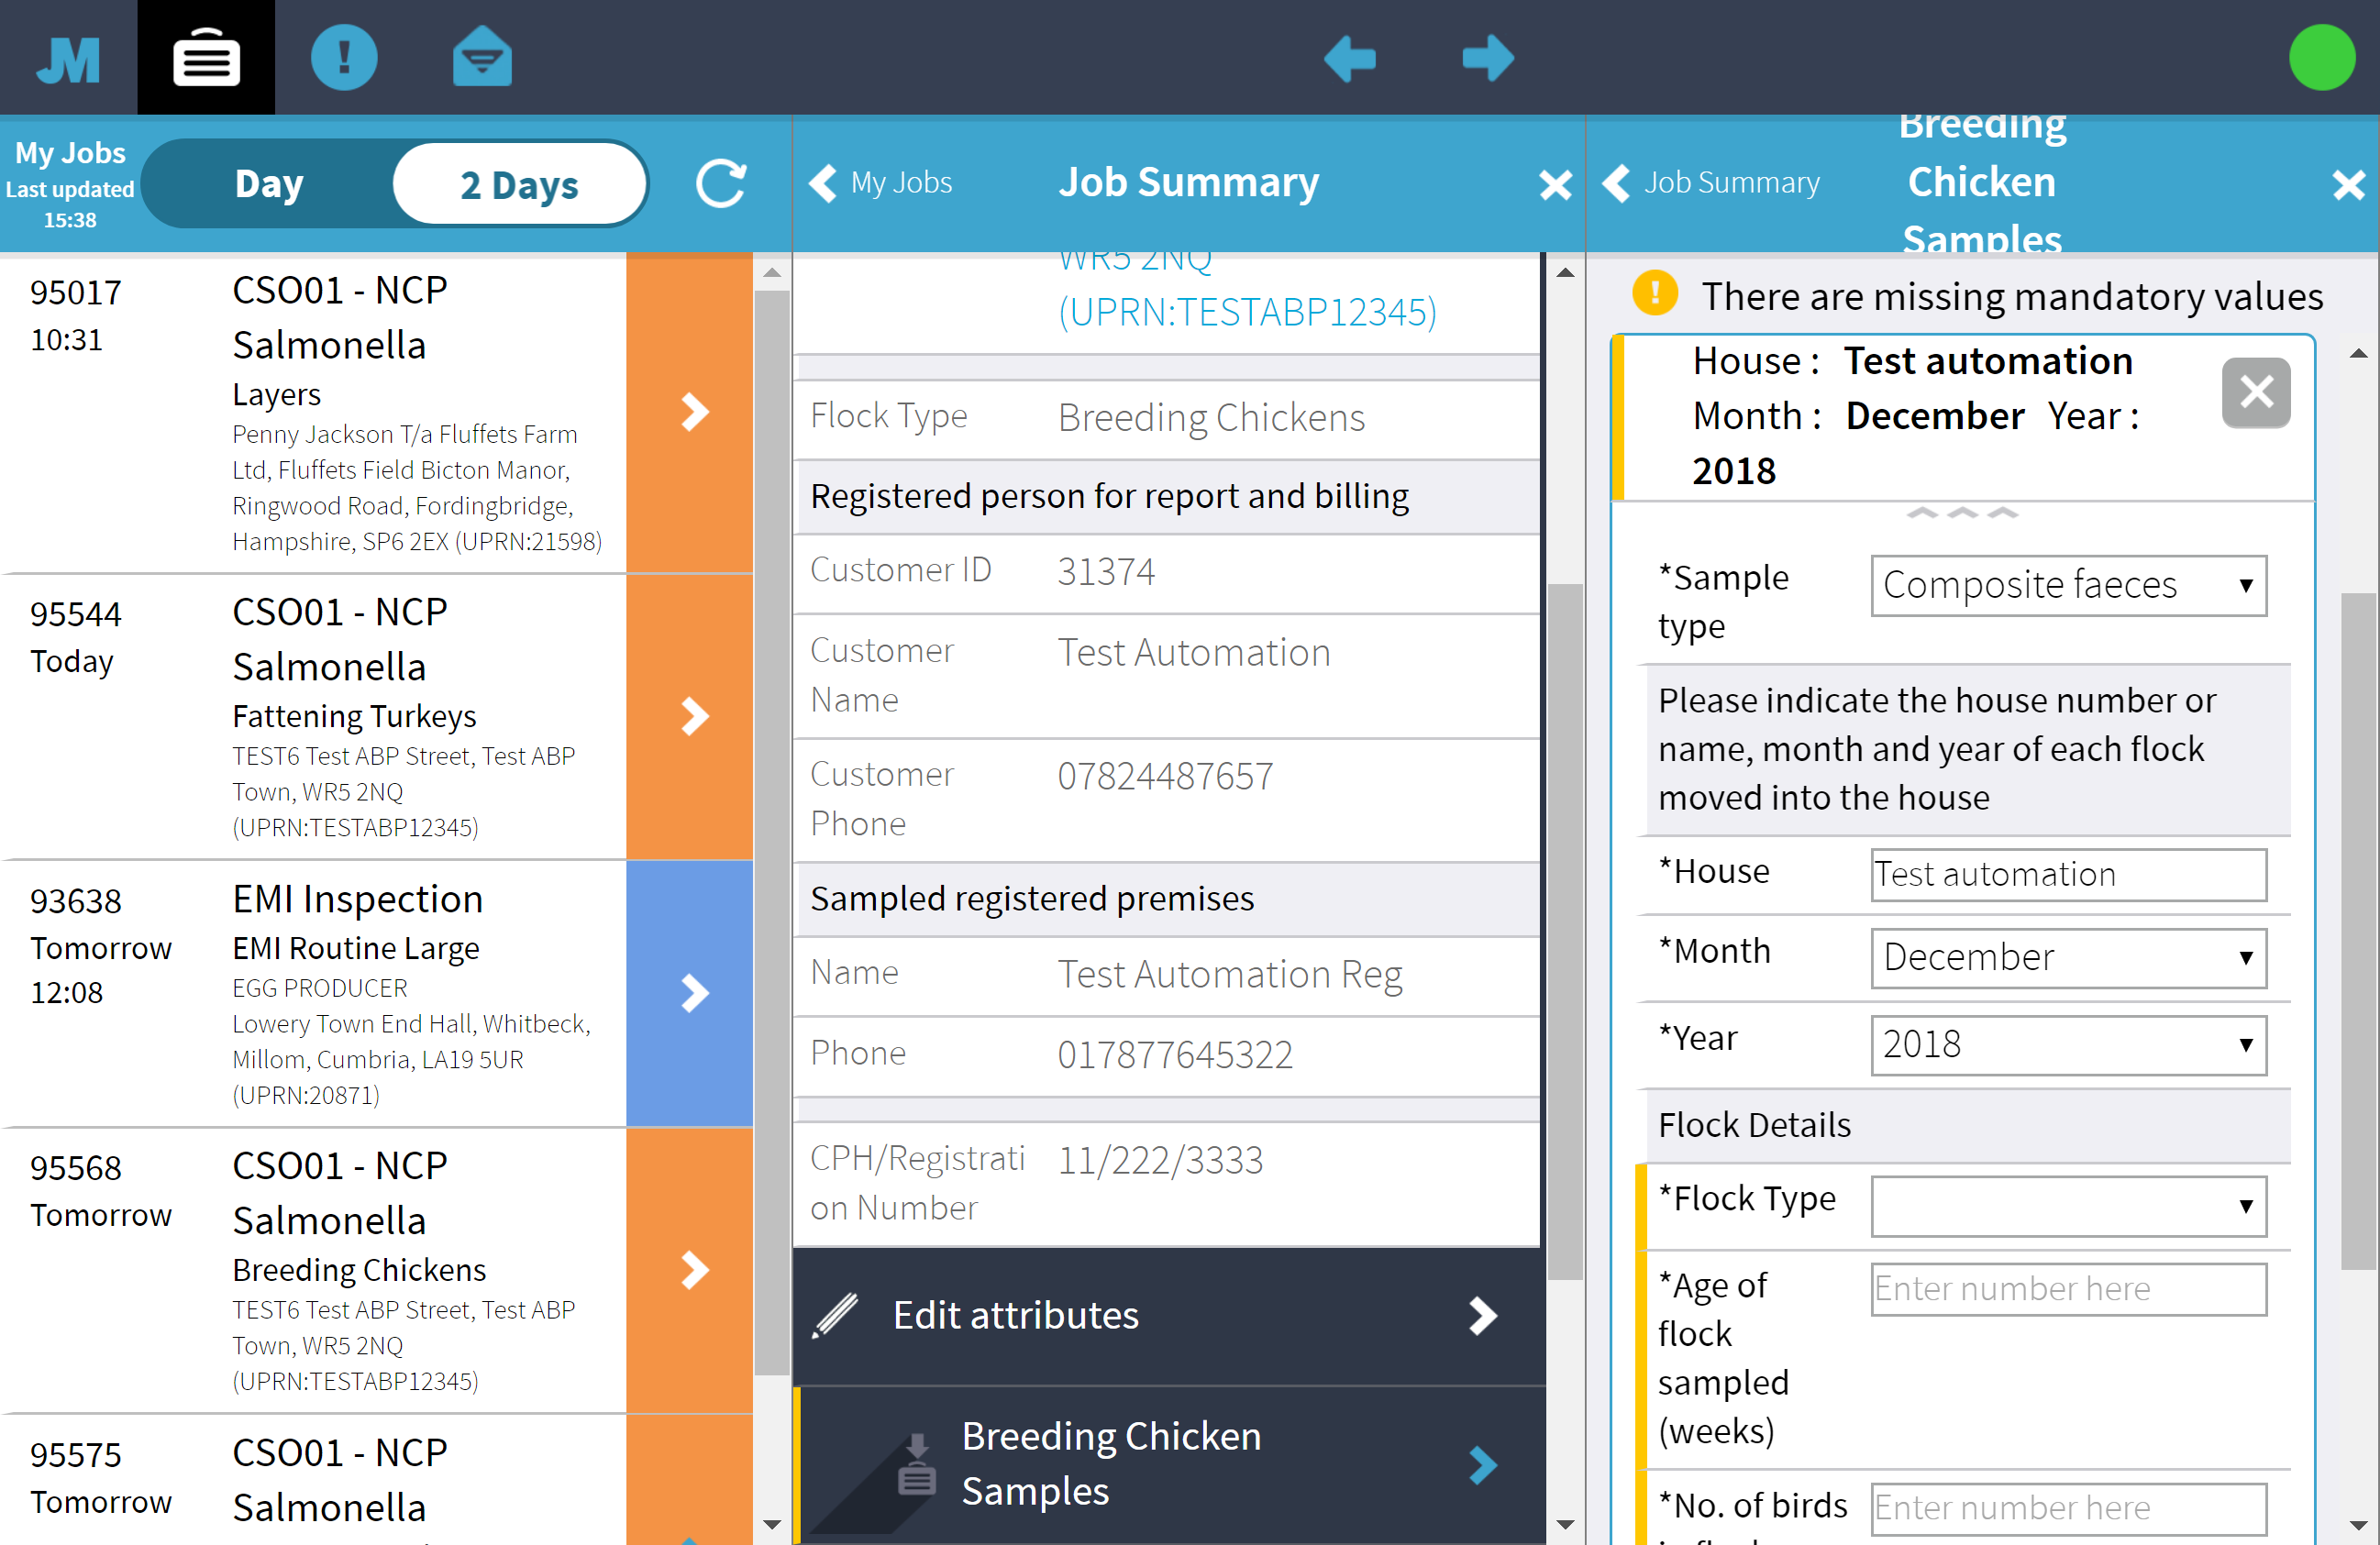 JM
My Jobs
Last updated
15:38
Day
2 Days
95017
10:31
CSO01 - NCP
Salmonella
Layers
Penny Jackson T/a Fluffets Farm
Ltd, Fluffets Field Bicton Manor,
Ringwood Road, Fordingbridge,
Hampshire, SP6 2EX (UPRN:21598)
95544
Today
CSO01 - NCP
Salmonella
Fattening Turkeys
TEST6 Test ABP Street, Test ABP
Town, WR5 2NQ
(UPRN:TESTABP12345)
93638
Tomorrow
12:08
EMI Inspection
EMI Routine Large
EGG PRODUCER
Lowery Town End Hall, Whitbeck,
Millom, Cumbria, LA19 5UR
(UPRN:20871)
95568
Tomorrow
CSO01 - NCP
Salmonella
Breeding Chickens
TEST6 Test ABP Street, Test ABP
Town, WR5 2NQ
(UPRN:TESTABP12345)
95575
Tomorrow
CSO01 - NCP
Salmonella
My Jobs
Job Summary
WR5 2NQ
(UPRN:TESTABP12345)
Flock Type
Breeding Chickens
Registered person for report and billing
Customer ID
31374
Customer
Name
Test Automation
Customer
Phone
07824487657
Sampled registered premises
Name
Test Automation Reg
Phone
017877645322
CPH/Registrati
on Number
11/222/3333
Edit attributes
Breeding Chicken
Samples
Job Summary
Breeding
Chicken
Samples
There are missing mandatory values
House : Test automation
Month : December Year :
2018
*Sample
type
Composite faeces
Please indicate the house number or
name, month and year of each flock
moved into the house
*House
Test automation
*Month
December
*Year
2018
Flock Details
*Flock Type
*Age of
flock
sampled
(weeks)
Enter number here
*No. of birds
Enter number here